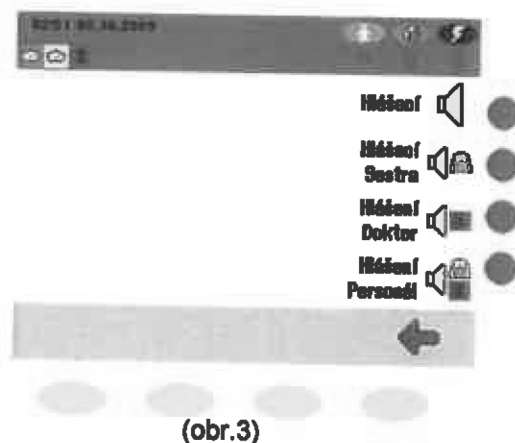 Hlášení
Hlášení
Sestra
Hlášení
Doktor
Hlášení
Personál
(obr.3)